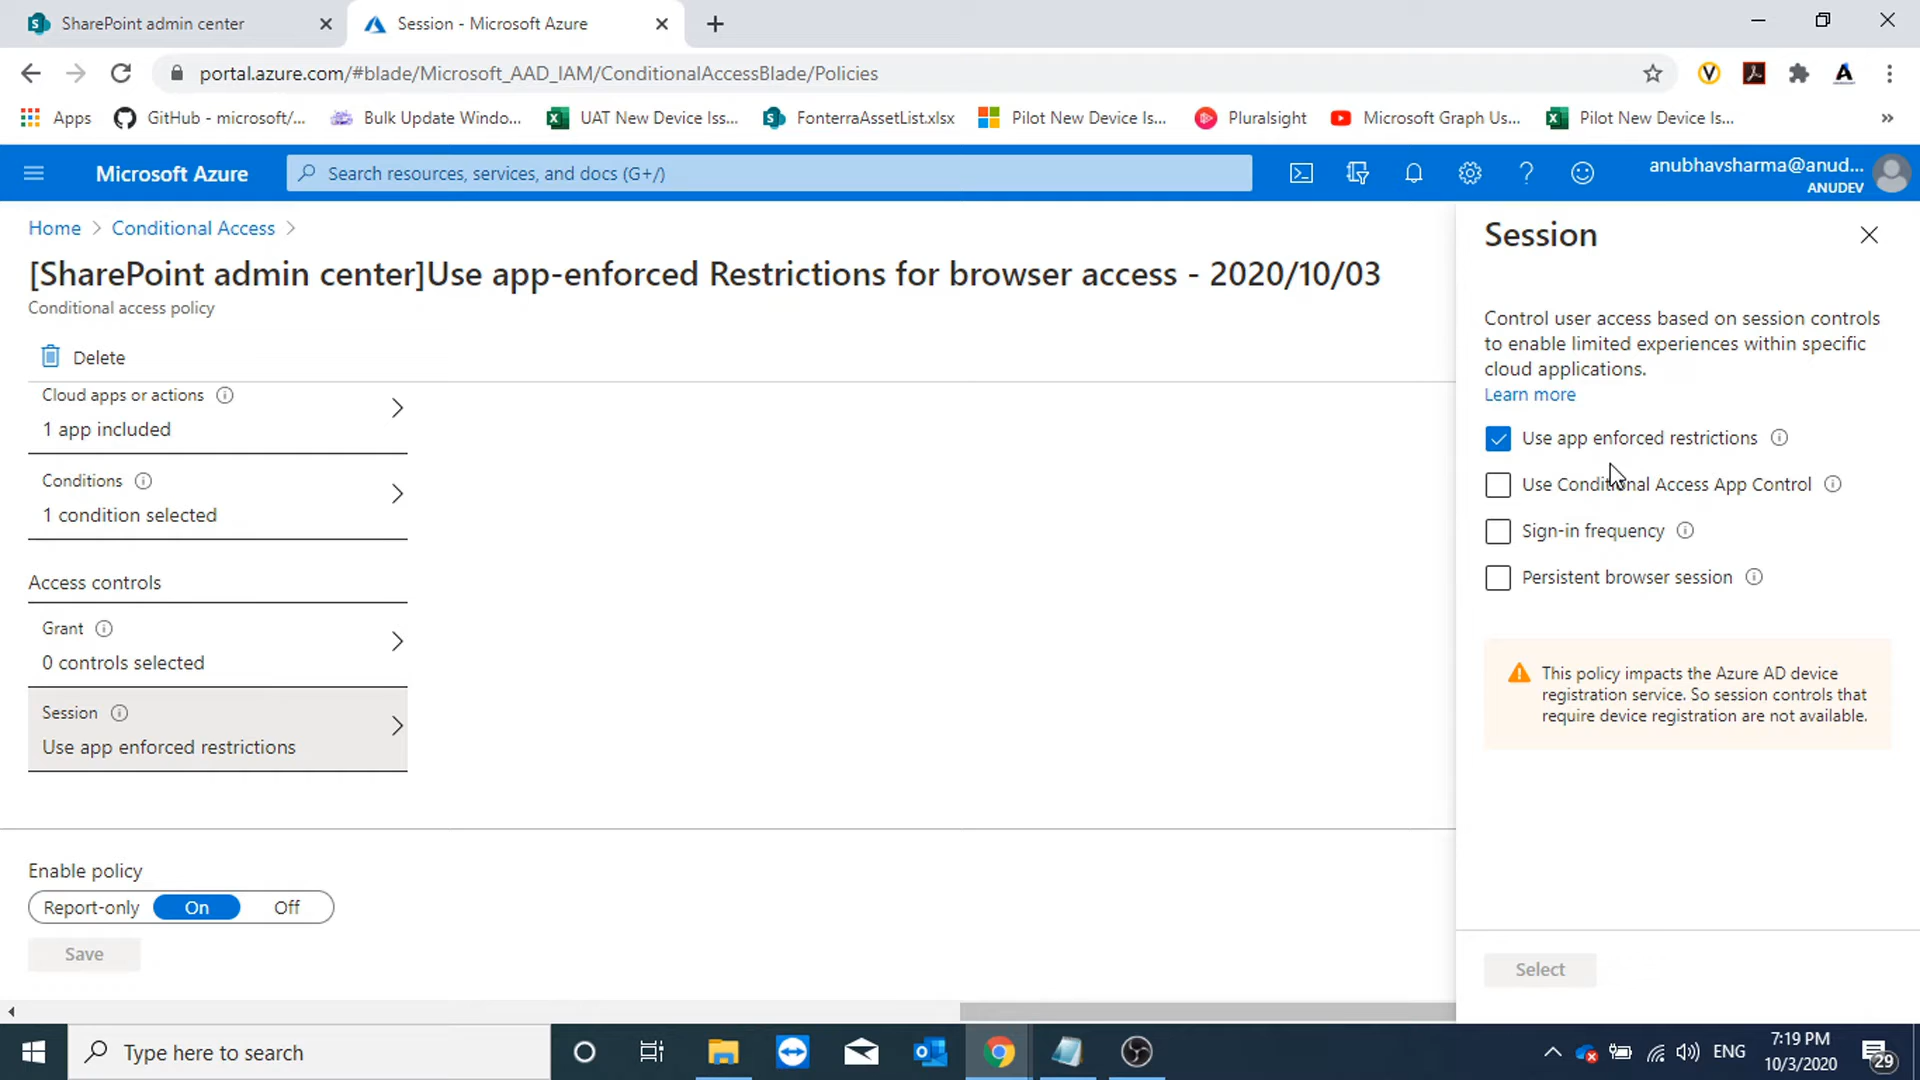 SharePoint admin center
Session - Microsoft Azure
portal.azure.com/#blade/Microsoft_AAD_IAM/ConditionalAccessBlade/Policies
Apps
GitHub - microsoft/...
Bulk Update Windo...
UAT New Device Iss...
FonterraAssetList.xlsx
Pilot New Device Is...
Pluralsight
Microsoft Graph Us...
Pilot New Device Is...
Microsoft Azure
Search resources, services, and docs (G+/)
anubhavsharma@anud...
ANUDEV
Home > Conditional Access >
[SharePoint admin center]Use app-enforced Restrictions for browser access - 2020/10/03
Conditional access policy
Delete
Cloud apps or actions
1 app included
Conditions
1 condition selected
Access controls
Grant
0 controls selected
Session
Use app enforced restrictions
Enable policy
Report-only On Off
Save
Session
Control user access based on session controls
to enable limited experiences within specific
cloud applications.
Learn more
Use app enforced restrictions
Use Conditional Access App Control
Sign-in frequency
Persistent browser session
This policy impacts the Azure AD device
registration service. So session controls that
require device registration are not available.
Select
Type here to search
ENG
7:19 PM
10/3/2020
29